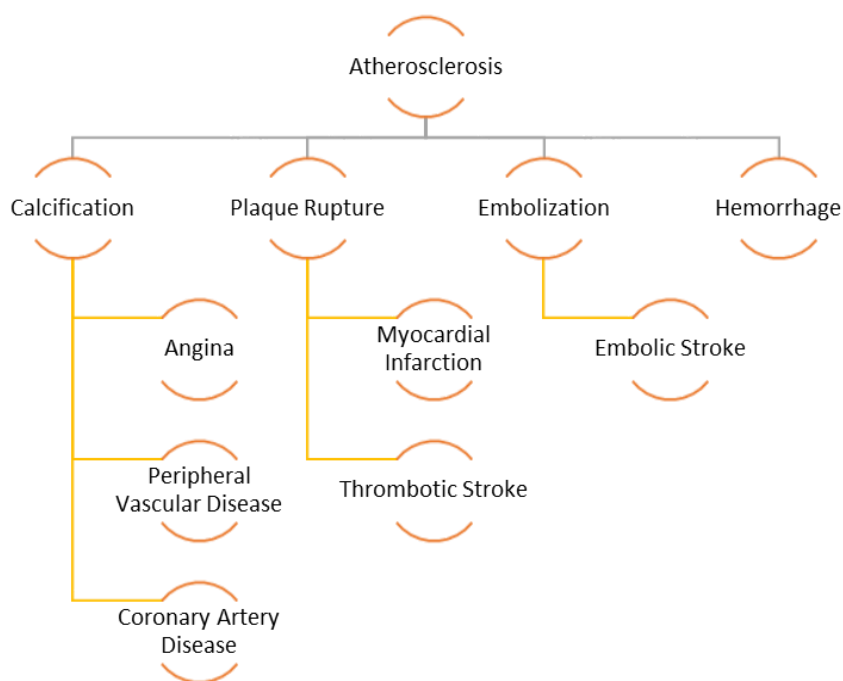 Atherosclerosis
Calcification
Plaque Rupture
Embolization
Hemorrhage
Angina
Myocardial
Infarction
Embolic Stroke
Peripheral
Vascular Disease
Thrombotic Stroke
Coronary Artery
Disease